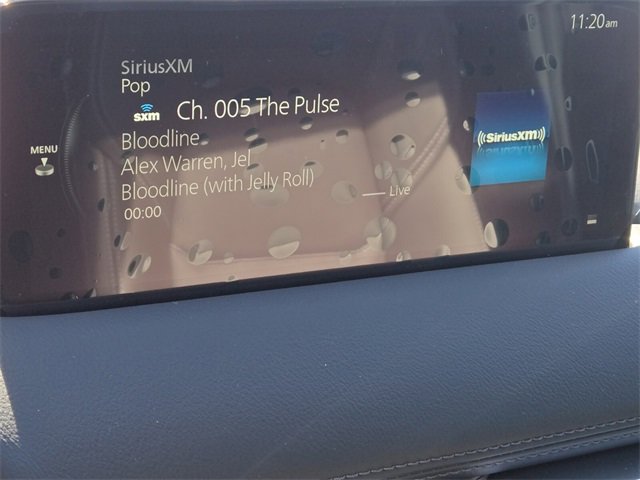 11:20am
SiriusXM
Pop
sxm
Ch. 005 The Pulse
MENU
Bloodline
Alex Warren, Jel
Bloodline (with Jelly Roll)
Live
00:00
((SiriusXM))